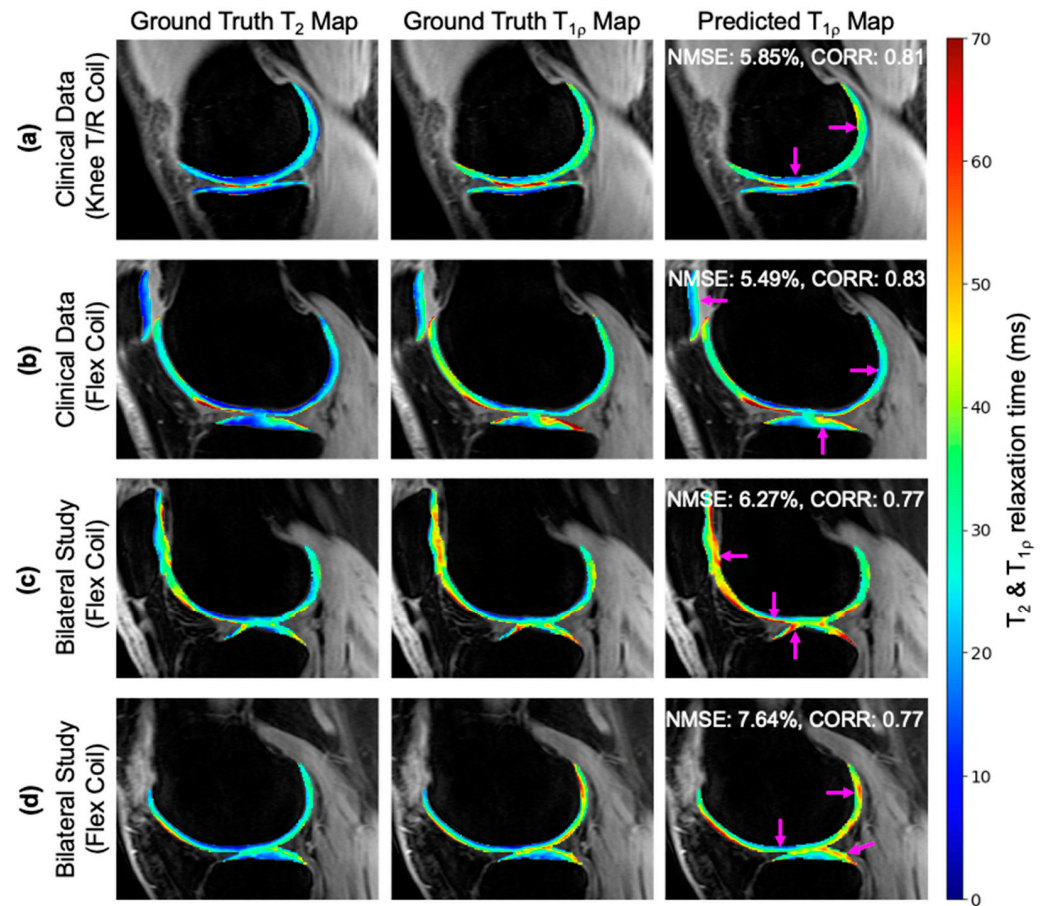 Ground Truth T₂ Map
Ground Truth T₁ρ Map
Predicted T₁ρ Map
(a)
Clinical Data
(Knee T/R Coil)
NMSE: 5.85%, CORR: 0.81
(b)
Clinical Data
(Flex Coil)
NMSE: 5.49%, CORR: 0.83
(c)
Bilateral Study
(Flex Coil)
NMSE: 6.27%, CORR: 0.77
(d)
Bilateral Study
(Flex Coil)
NMSE: 7.64%, CORR: 0.77
70
60
50
40
30
20
10
0
T₂ & T₁ρ relaxation time (ms)